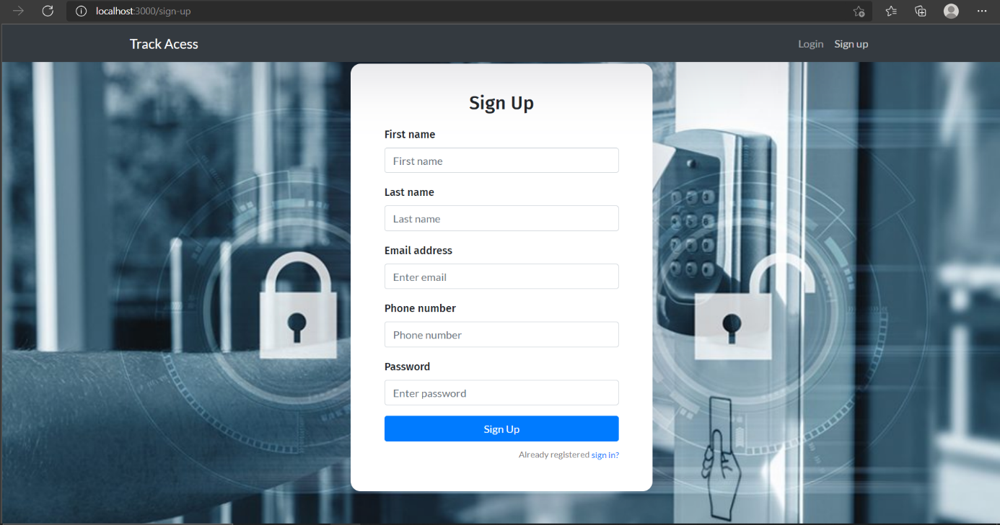 localhost:3000/sign-up
Track Acess
Login
Sign up
Sign Up
First name
First name
Last name
Last name
Email address
Enter email
Phone number
Phone number
Password
Enter password
Sign Up
Already registered sign in?